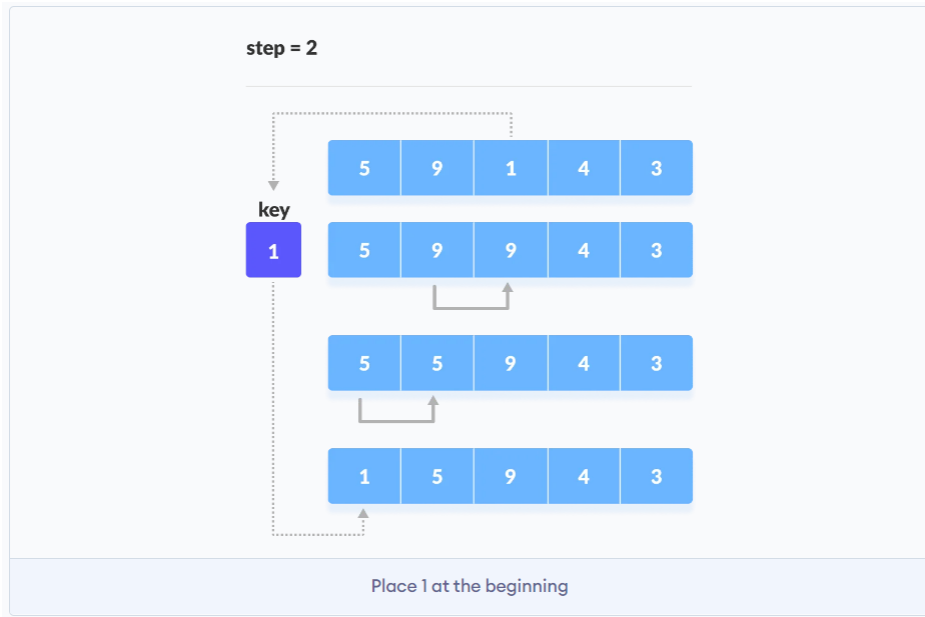 step = 2
5 9 1 4 3
key
1 5 9 9 4 3
5 5 9 4 3
1 5 9 4 3
Place 1 at the beginning